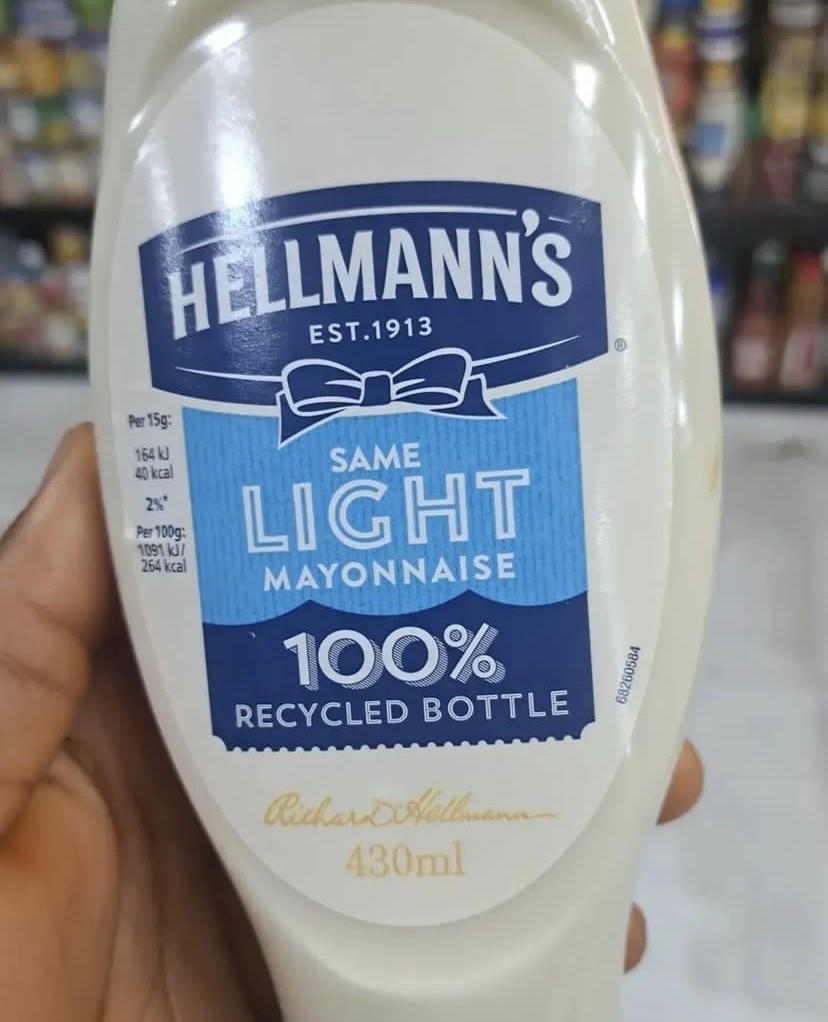 HELLMANN'S
EST.1913
®
Per 15g:
164 kJ
40 kcal
2%*
Per 100g:
1091 kJ/
264 kcal
SAME
LIGHT
MAYONNAISE
100%
RECYCLED BOTTLE
68260584
Richard Hellmann
430ml